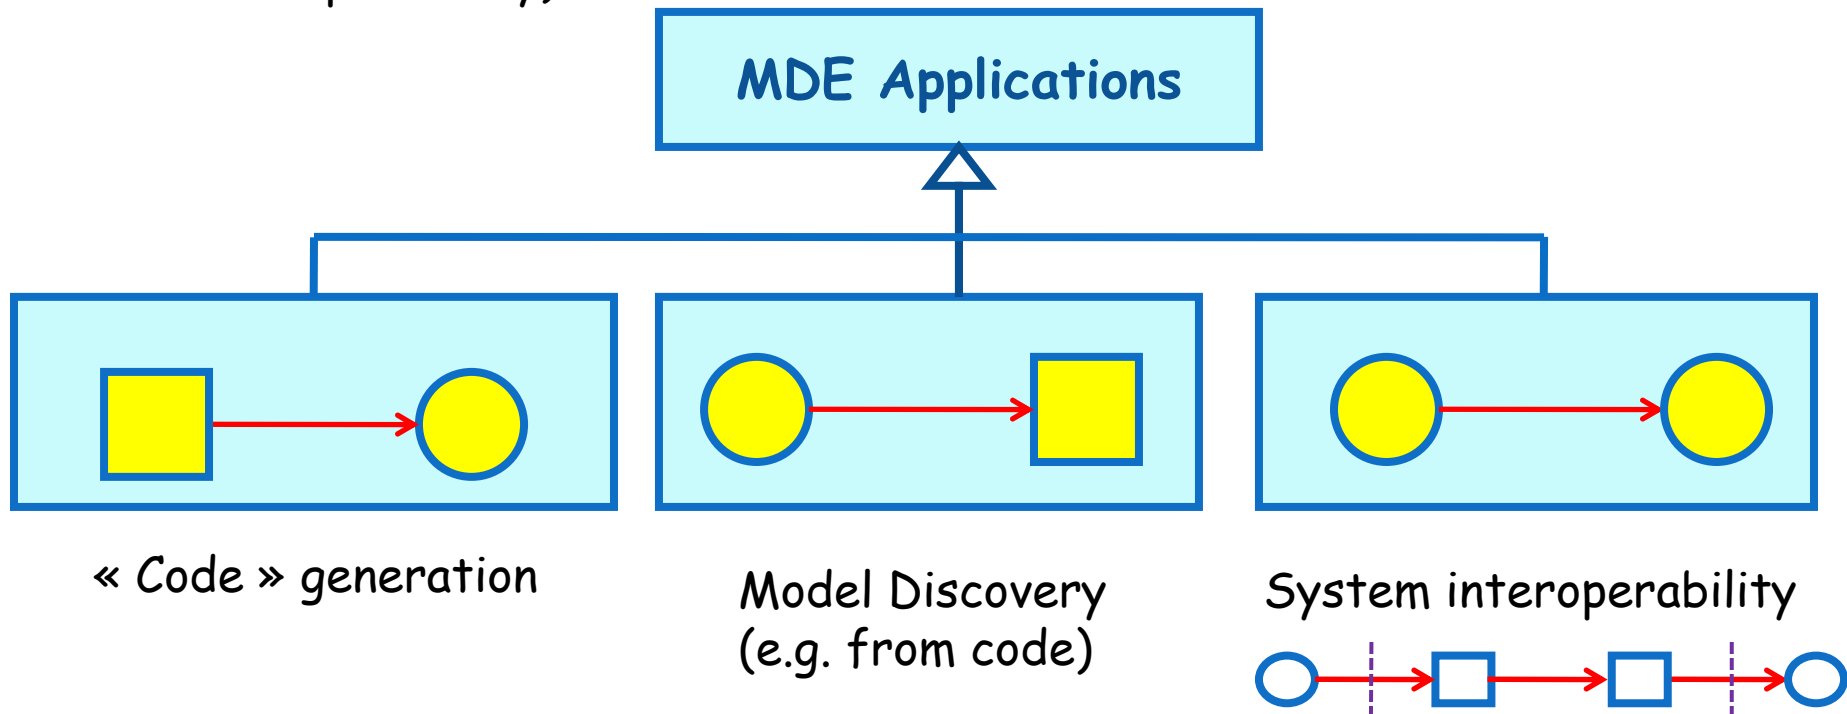 MDE Applications
« Code » generation
Model Discovery
(e.g. from code)
System interoperability